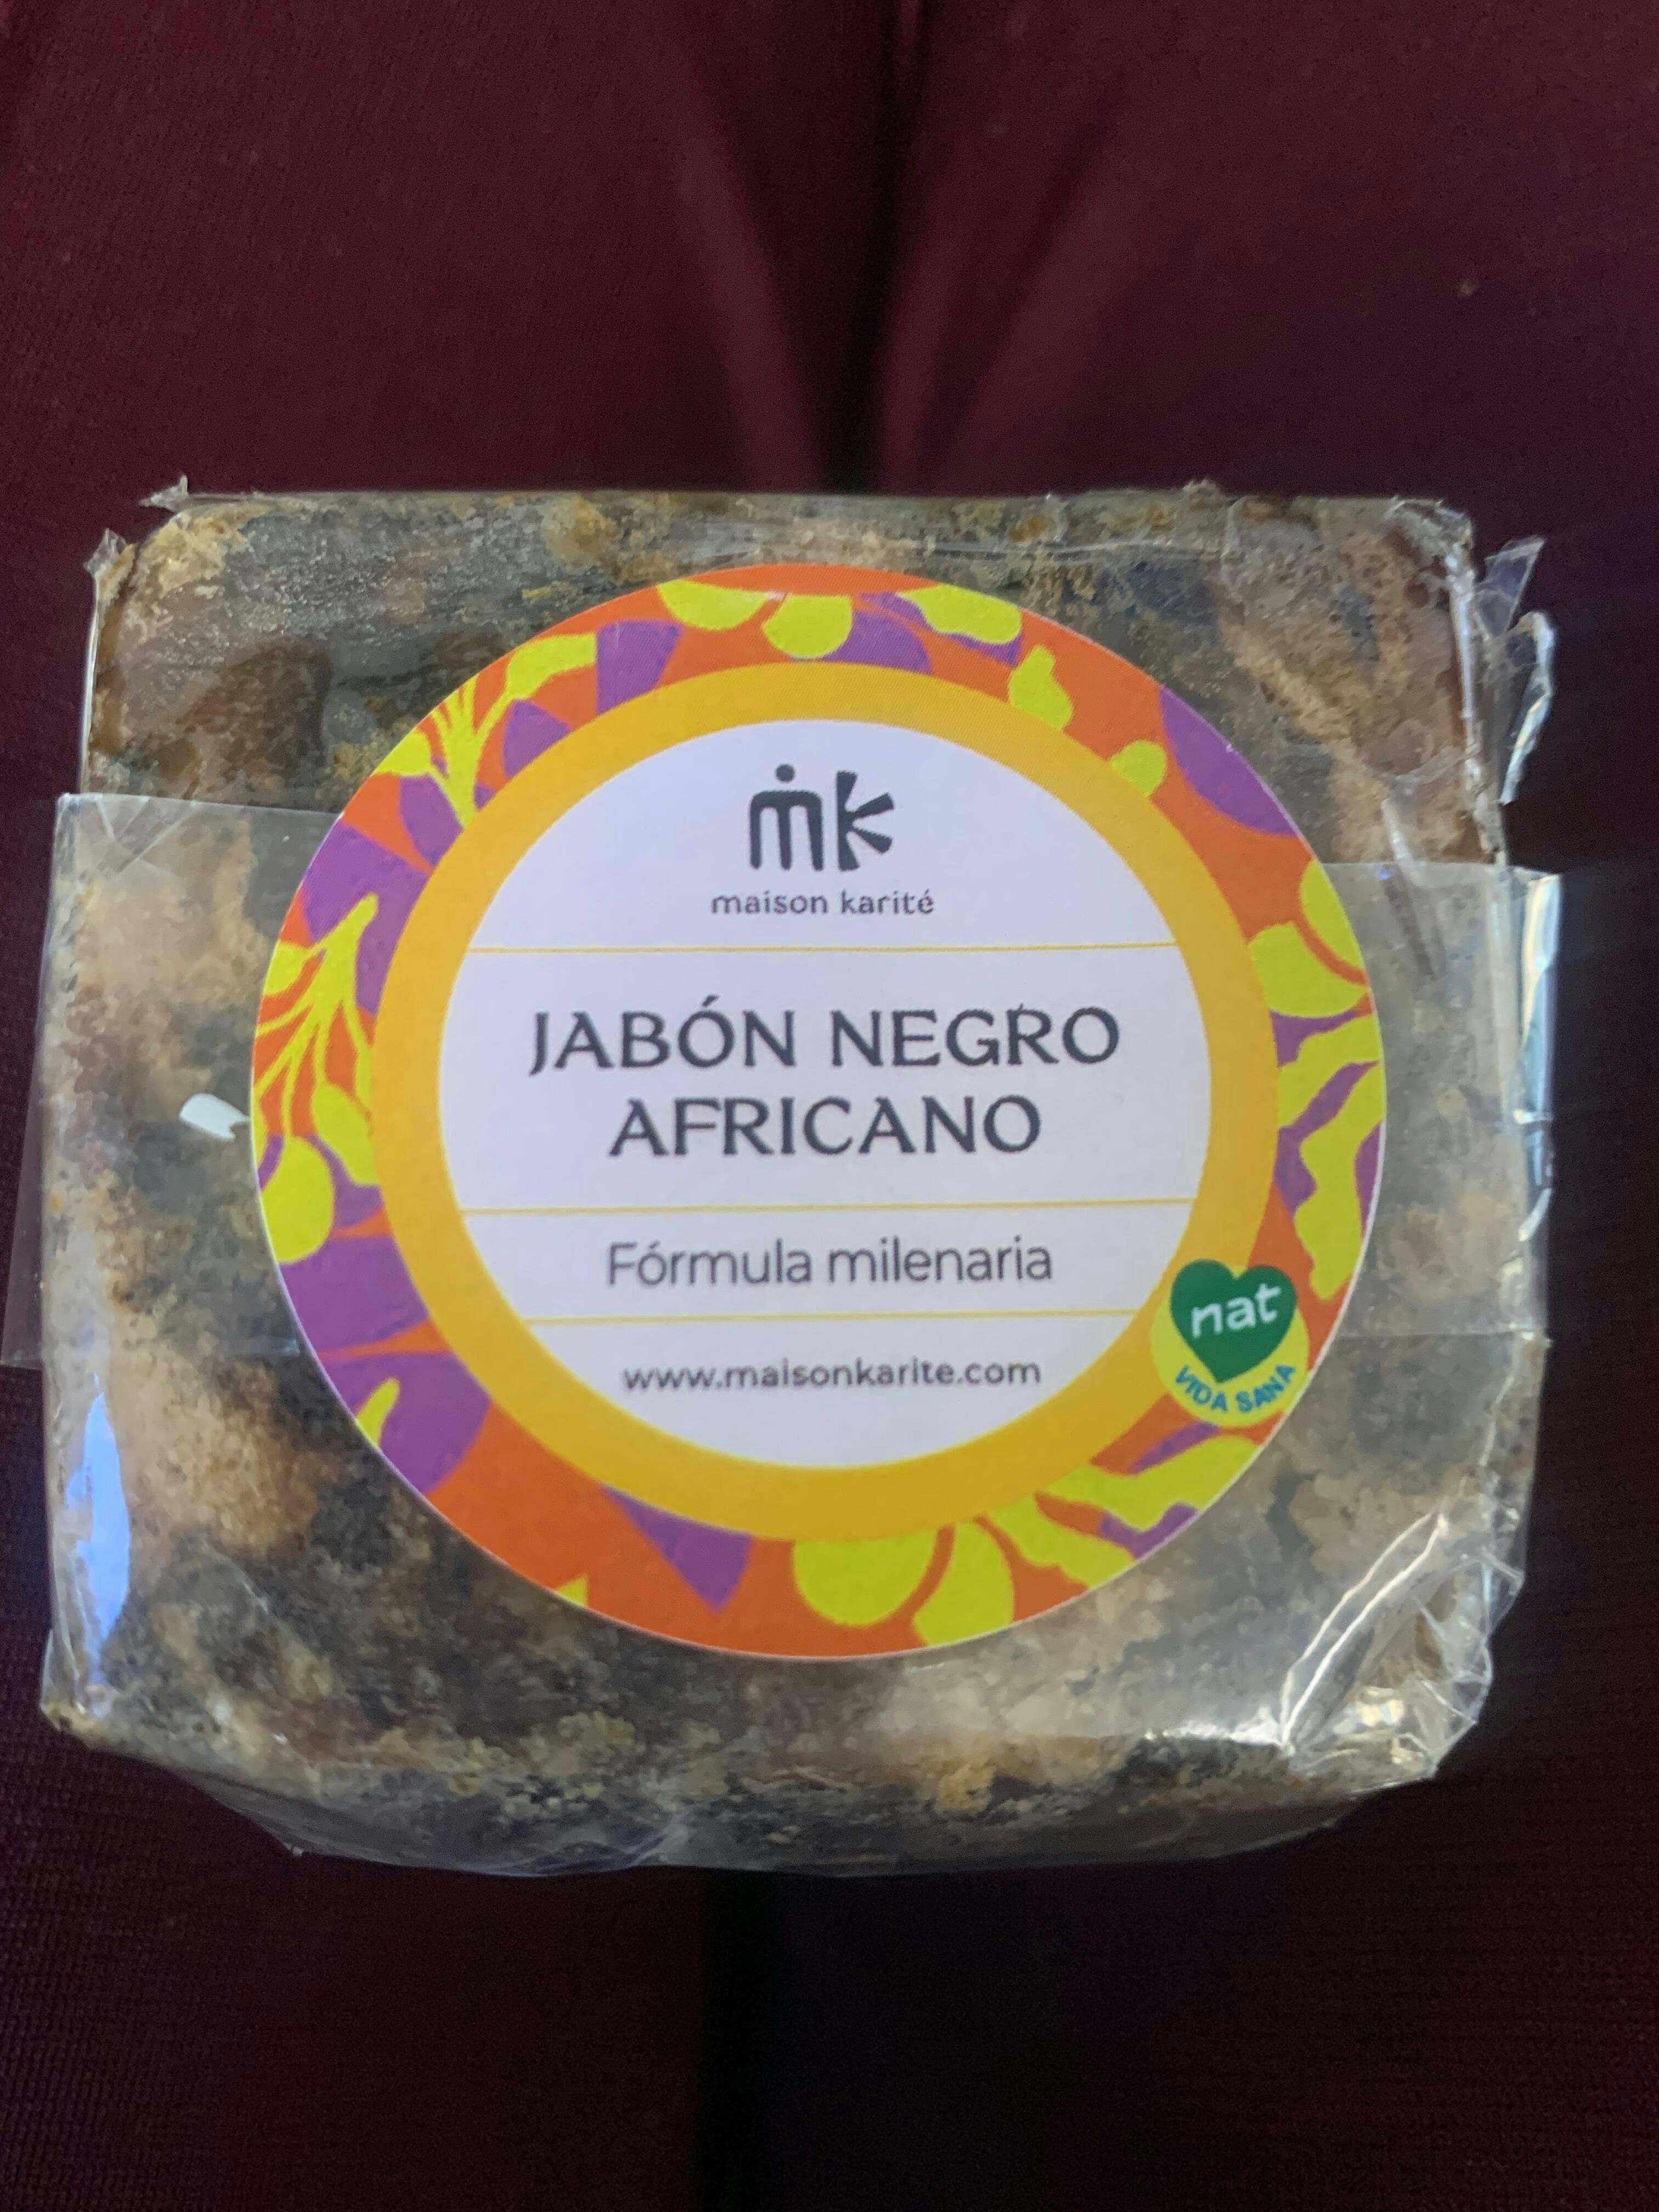 mk
maison karité
JABÓN NEGRO
AFRICANO
Fórmula milenaria
www.maisonkarite.com
nat
VIDA SANA